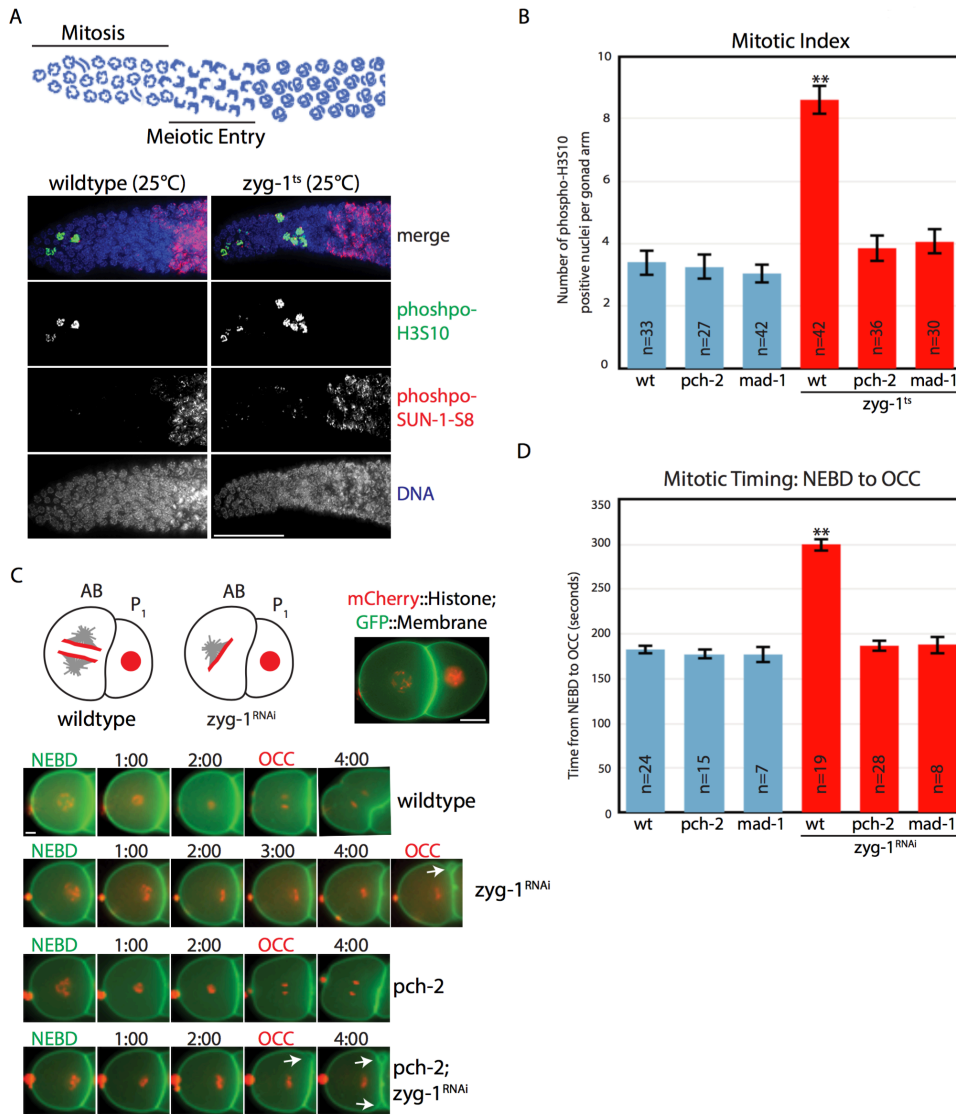 A
Mitosis
Meiotic Entry
wildtype (25°C)
zyg-1ts (25°C)
merge
phoshpo-
H3S10
phoshpo-
SUN-1-S8
DNA
B
Mitotic Index
Number of phospho-H3S10
positive nuclei per gonad arm
10
8
6
4
2
0
n=33
n=27
n=42
n=42
n=36
n=30
**
wt
pch-2
mad-1
wt
pch-2
mad-1
zyg-1ts
C
AB
P1
wildtype
AB
P1
zyg-1RNAi
mCherry::Histone;
GFP::Membrane
NEBD 1:00 2:00 OCC 4:00
wildtype
NEBD 1:00 2:00 3:00 4:00 OCC
zyg-1RNAi
NEBD 1:00 2:00 OCC 4:00
pch-2
NEBD 1:00 2:00 OCC 4:00
pch-2;
zyg-1RNAi
D
Mitotic Timing: NEBD to OCC
Time from NEBD to OCC (seconds)
300
250
200
150
100
50
0
n=24
n=15
n=7
n=19
n=28
n=8
**
wt
pch-2
mad-1
wt
pch-2
mad-1
zyg-1RNAi